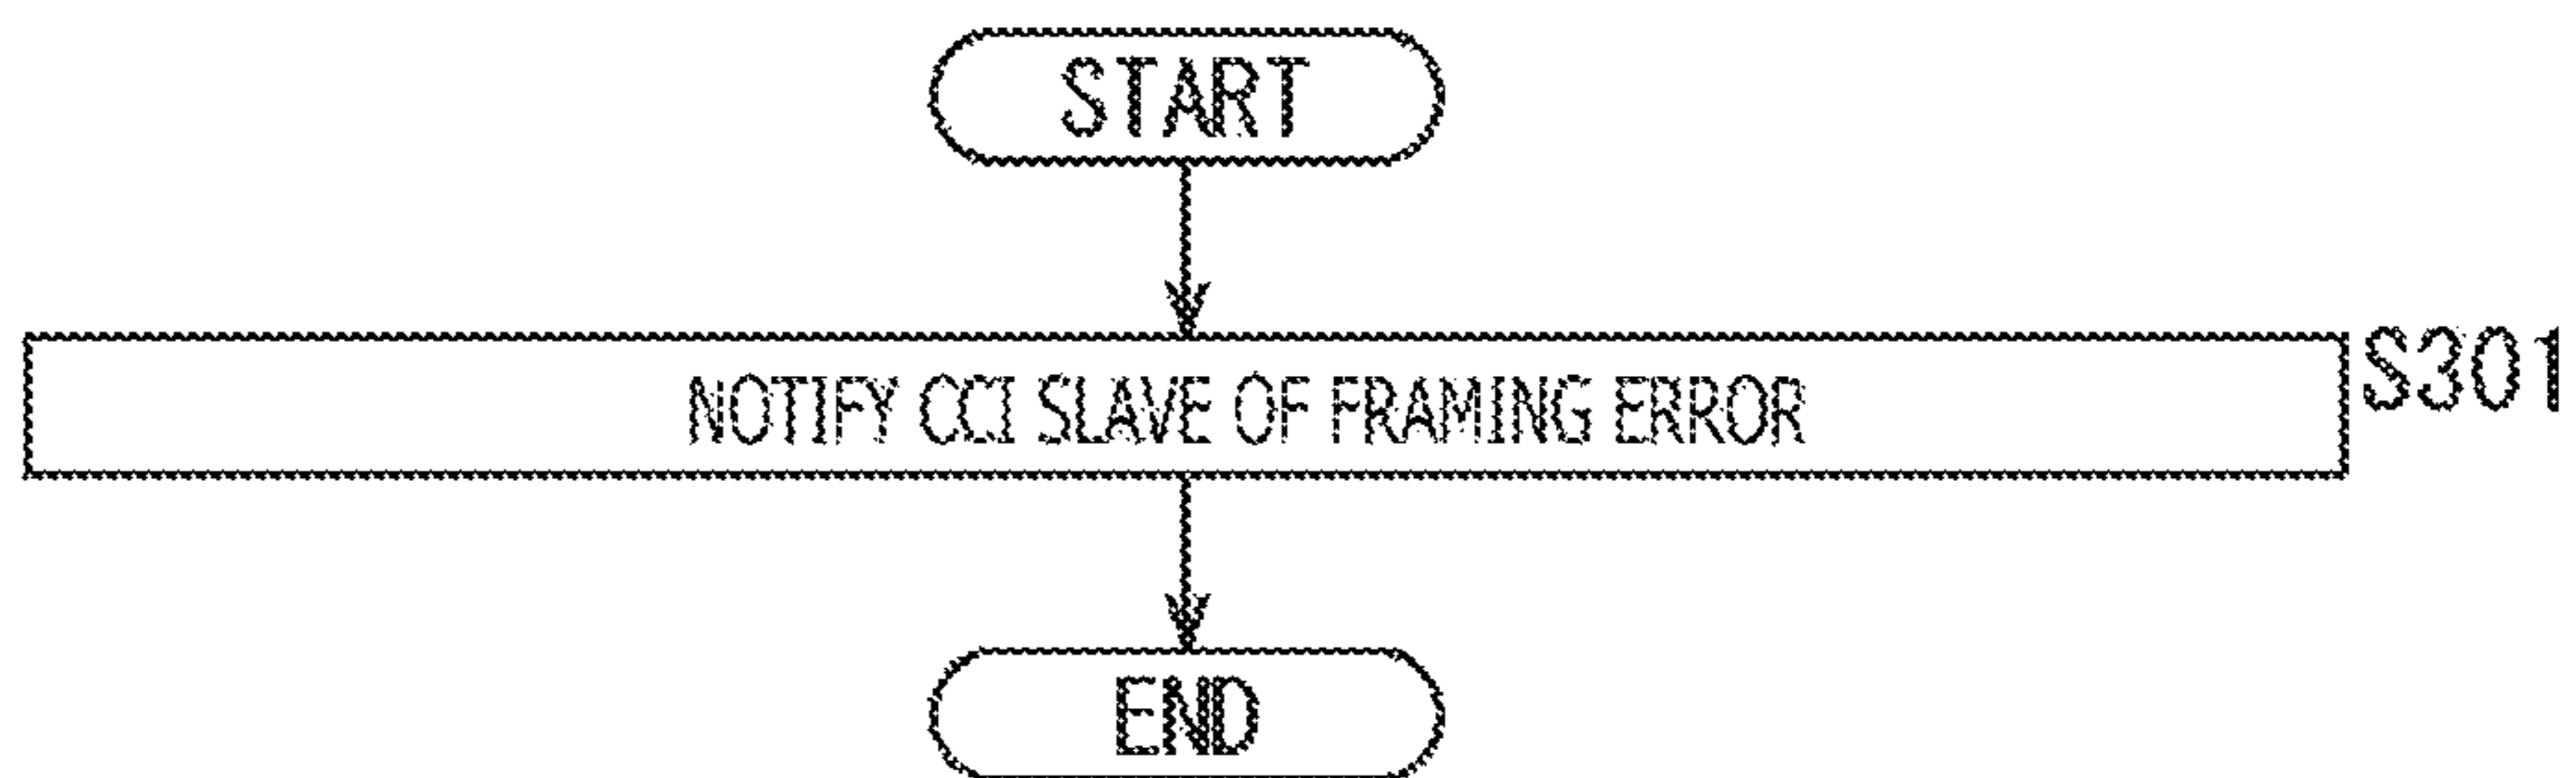 START
NOTIFY CCI SLAVE OF FRAMING ERROR
S301
END